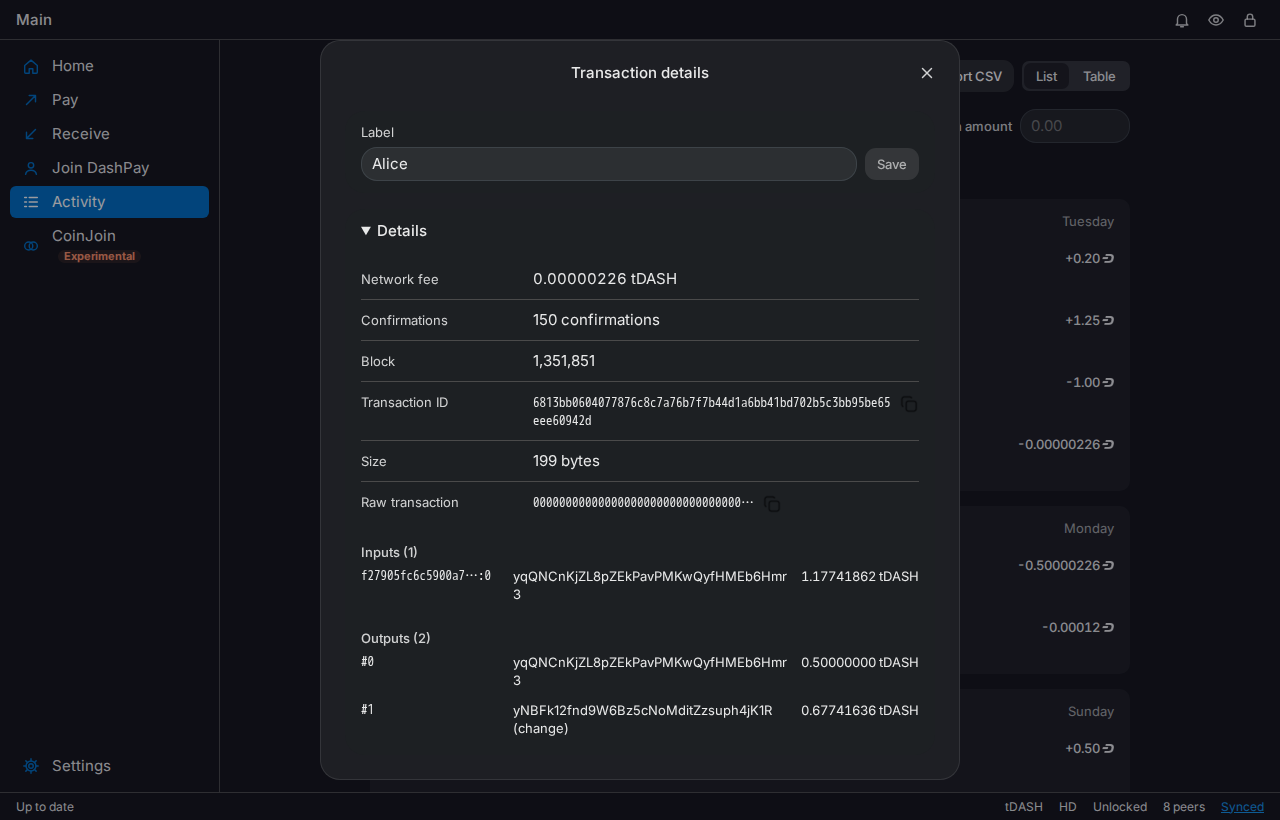 Main
Home
Pay
Receive
Join DashPay
Activity
CoinJoin
Experimental
Settings
Transaction details
Label
Alice
Save
▼ Details
Network fee 0.00000226 tDASH
Confirmations 150 confirmations
Block 1,351,851
Transaction ID 6813bb0604077876c8c7a76b7f7b44d1a6bb41bd702b5c3bb95be65
eee60942d
Size 199 bytes
Raw transaction 00000000000000000000000000000000…
Inputs (1)
f27905fc6c5900a7…:0 yqQNCnKjZL8pZEkPavPMKwQyfHMEb6Hmr 1.17741862 tDASH
3
Outputs (2)
#0 yqQNCnKjZL8pZEkPavPMKwQyfHMEb6Hmr 0.50000000 tDASH
3
#1 yNBFk12fnd9W6Bz5cNoMditZzsuph4jK1R 0.67741636 tDASH
(change)
CSV
List Table
amount 0.00
Tuesday
+0.20
+1.25
-1.00
-0.00000226
Monday
-0.50000226
-0.00012
Sunday
+0.50
Up to date tDASH HD Unlocked 8 peers Synced